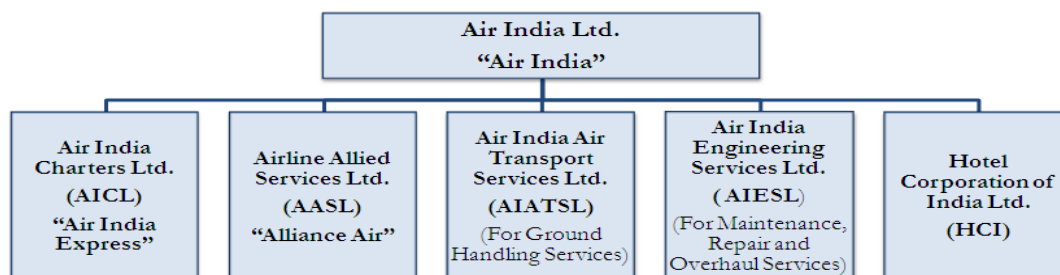 Air India Ltd.
“Air India”
Air India
Charters Ltd.
(AICL)
“Air India
Express”
Airline Allied
Services Ltd.
(AASL)
“Alliance Air”
Air India Air
Transport
Services Ltd.
(AIATSL)
(For Ground
Handling Services)
Air India
Engineering
Services Ltd.
( AIESL)
(For Maintenance,
Repair and
Overhaul Services)
Hotel
Corporation of
India Ltd.
(HCI)